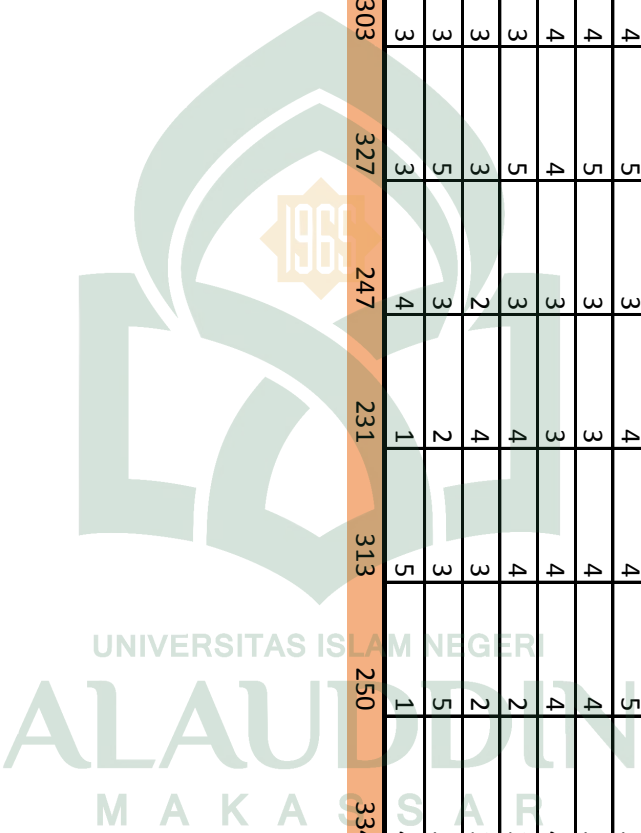 4 5 3 4 4 5
4 5 3 3 4 4
4 4 3 3 4 4
3 5 3 4 4 2
3 3 2 4 3 2
3 5 3 2 3 5
3 3 4 1 5 1
303 327 247 231 313 250
1965
UNIVERSITAS ISLAM NEGERI
ALAUDDIN
MAKASSAR